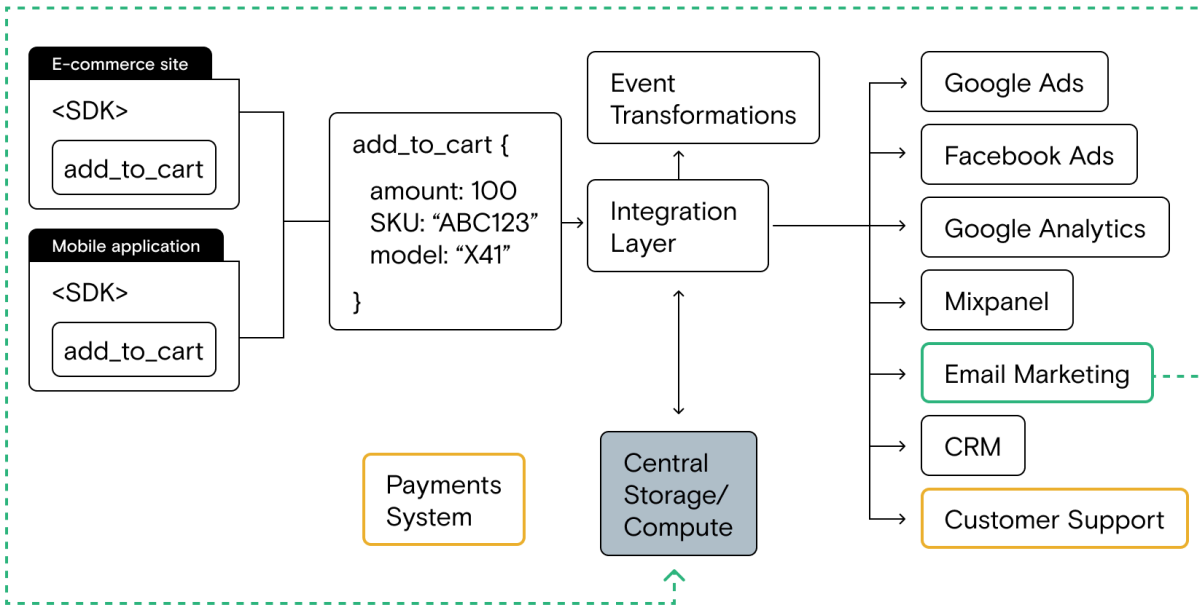 E-commerce site
<SDK>
add_to_cart
Mobile application
<SDK>
add_to_cart
add_to_cart {
amount: 100
SKU: “ABC123”
model: “X41”
}
Event
Transformations
Integration
Layer
Payments
System
Central
Storage/
Compute
Google Ads
Facebook Ads
Google Analytics
Mixpanel
Email Marketing
CRM
Customer Support